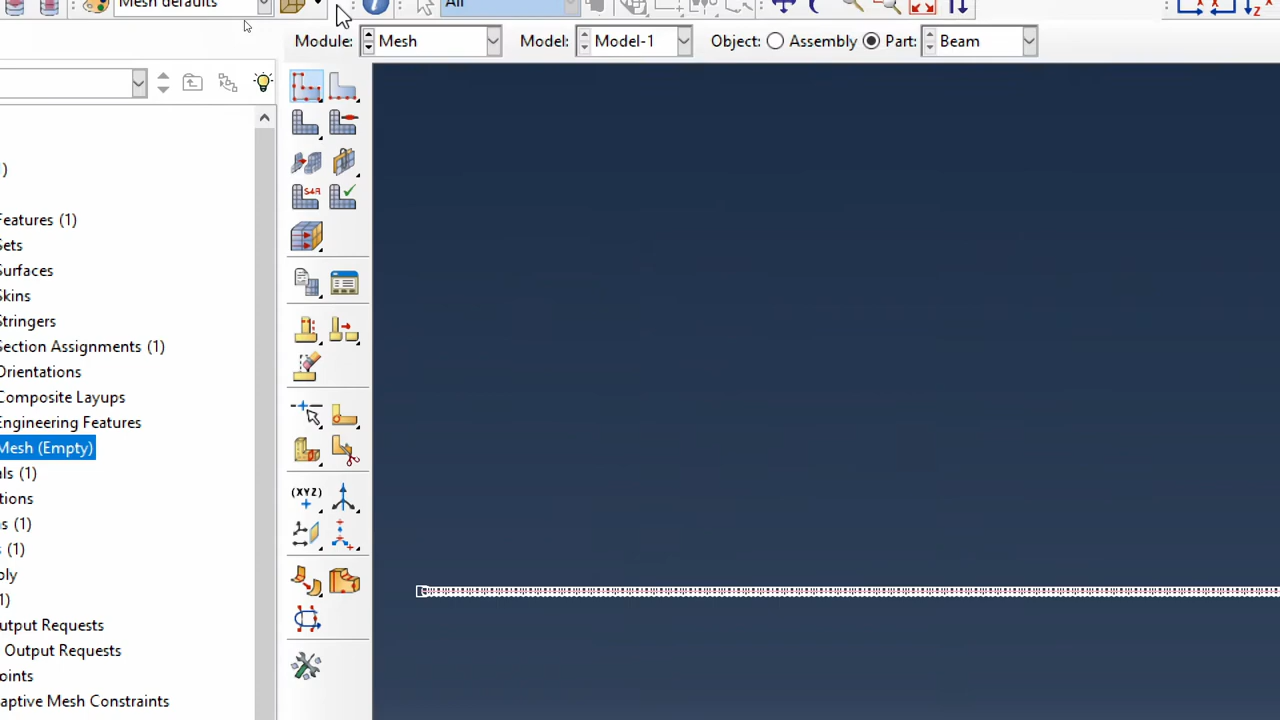 Mesh defaults
All
Module: Mesh Model: Model-1 Object: Assembly Part: Beam
)
Features (1)
Sets
Surfaces
Skins
Stringers
Section Assignments (1)
Orientations
Composite Layups
Engineering Features
Mesh (Empty)
ls (1)
tions
s (1)
s (1)
bly
1)
utput Requests
Output Requests
oints
aptive Mesh Constraints
(XYZ)